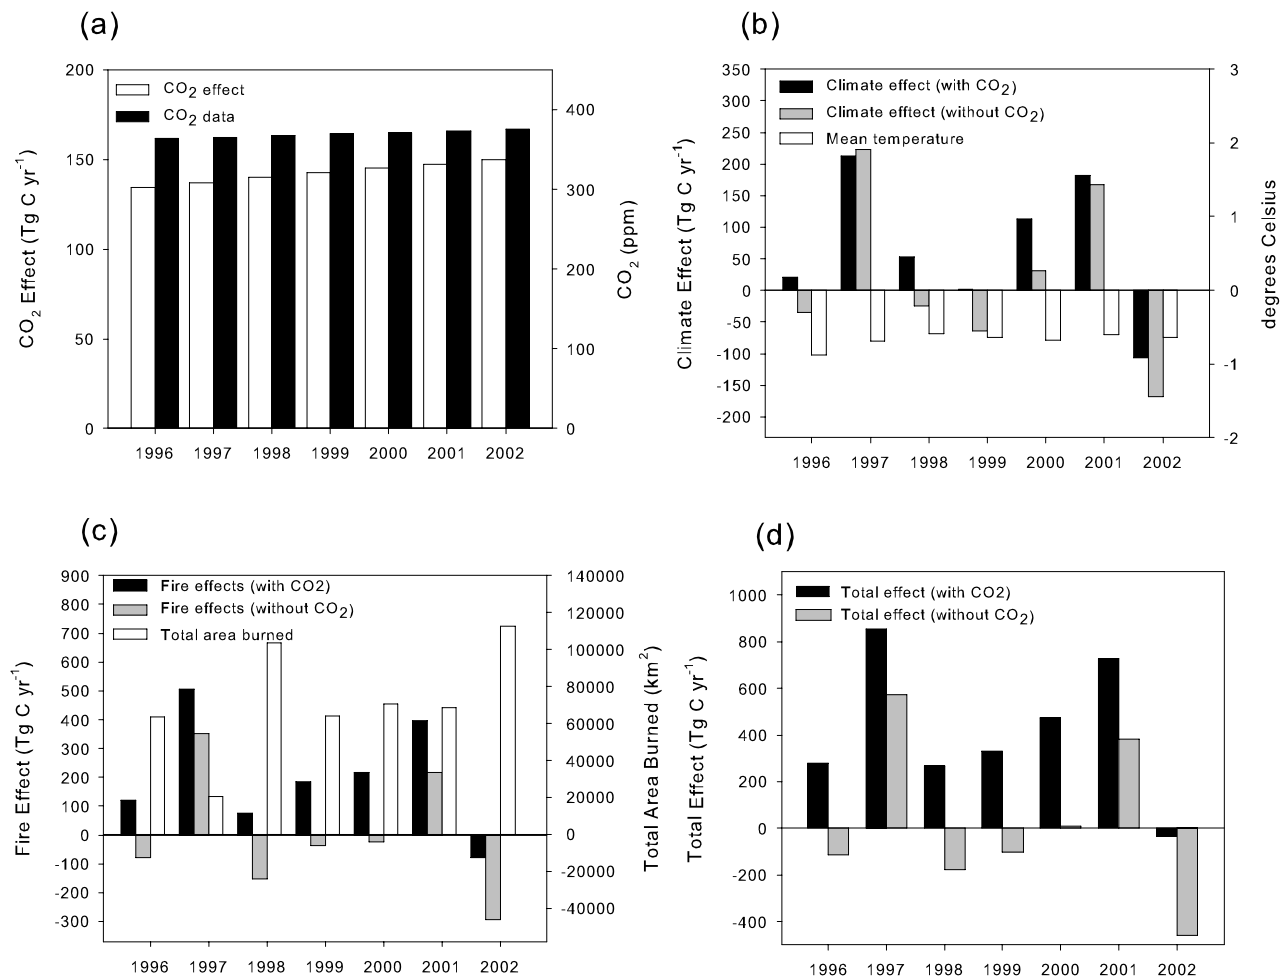 (a)
CO2 Effect (Tg C yr-1)
200
150
100
50
0
CO2 effect
CO2 data
400
300
200
100
0
CO2 (ppm)
1996 1997 1998 1999 2000 2001 2002
(b)
Climate Effect (Tg C yr-1)
350
300
250
200
150
100
50
0
-50
-100
-150
-200
Climate effect (with CO2)
Climate effect (without CO2)
Mean temperature
3
2
1
0
-1
-2
degrees Celsius
1996 1997 1998 1999 2000 2001 2002
(c)
Fire Effect (Tg C yr-1)
900
800
700
600
500
400
300
200
100
0
-100
-200
-300
Fire effects (with CO2)
Fire effects (without CO2)
Total area burned
140000
120000
100000
80000
60000
40000
20000
0
-20000
-40000
Total Area Burned (km2)
1996 1997 1998 1999 2000 2001 2002
(d)
Total Effect (Tg C yr-1)
1000
800
600
400
200
0
-200
-400
Total effect (with CO2)
Total effect (without CO2)
1996 1997 1998 1999 2000 2001 2002